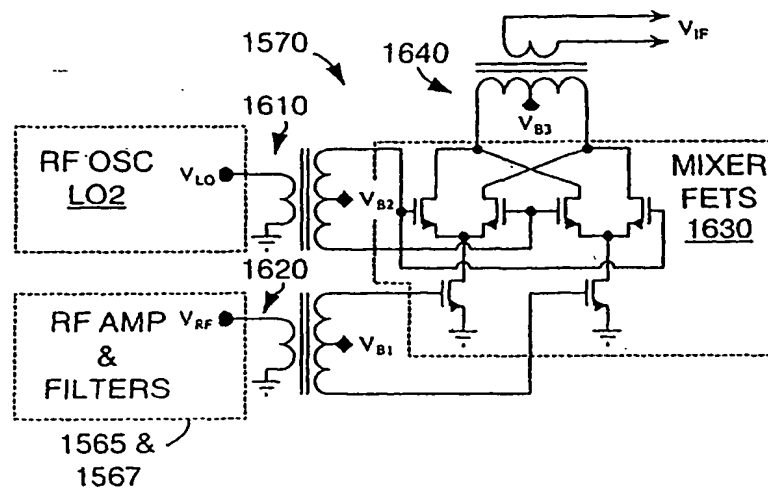 1570
1640
V_IF
1610
V_B3
RF OSC
LO2
V_LO
V_B2
MIXER
FETS
1630
1620
RF AMP
&
FILTERS
V_RF
V_B1
1565 &
1567